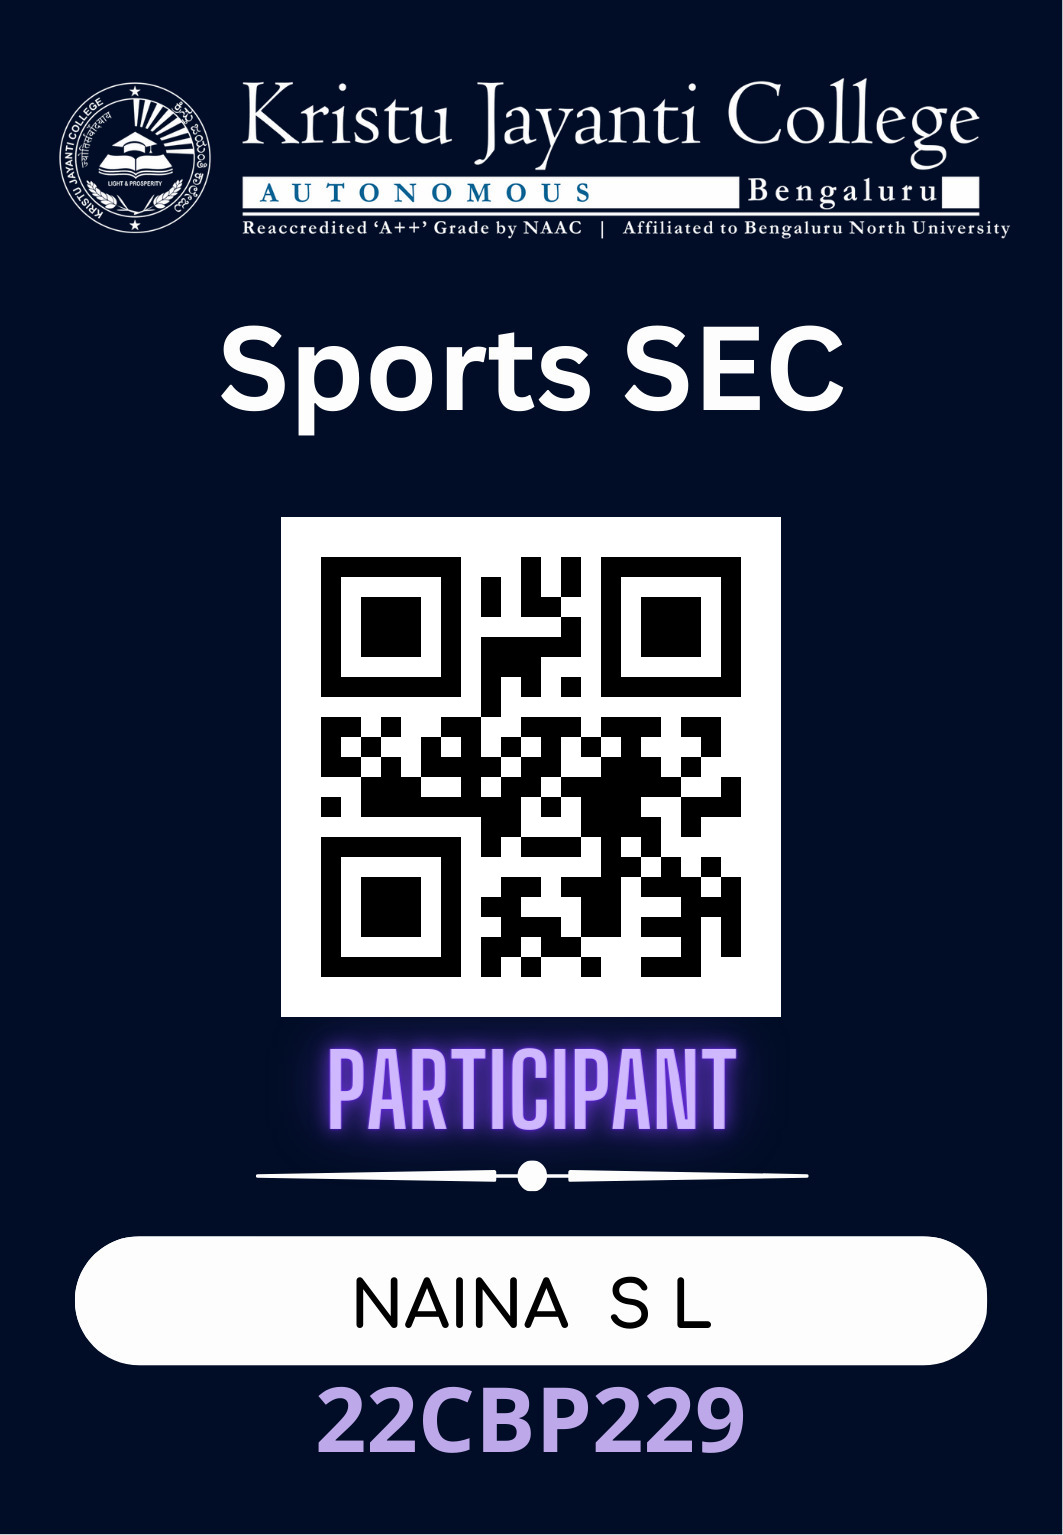 Kristu Jayanti College
AUTONOMOUS Bengaluru
Reaccredited ‘A++’ Grade by NAAC | Affiliated to Bengaluru North University
KRISTU JAYANTI COLLEGE
LIGHT & PROSPERITY
Sports SEC
PARTICIPANT
NAINA S L
22CBP229